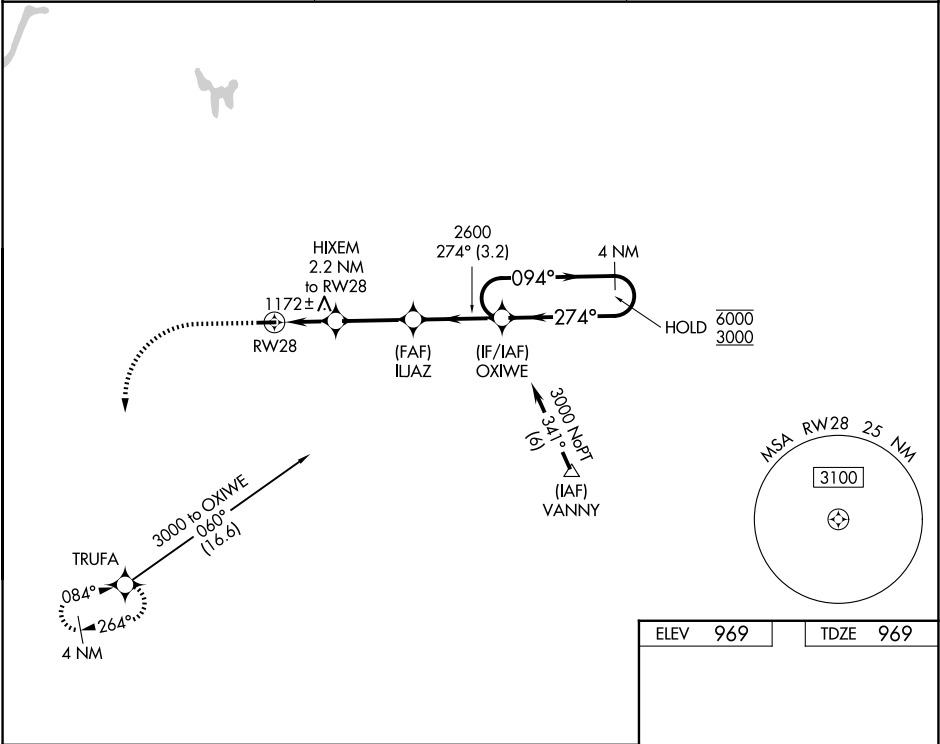 2600
274° (3.2)
4 NM
HIXEM
2.2 NM
to RW28
1172±
094°
274°
HOLD
6000
3000
RW28
(FAF)
ILJAZ
(IF/IAF)
OXIWE
3000 NoPT
341°
(6)
(IAF)
VANNY
MSA RW28 25 NM
3100
3000 to OXIWE
060°
(16.6)
TRUFA
084°
264°
4 NM
ELEV 969
TDZE 969